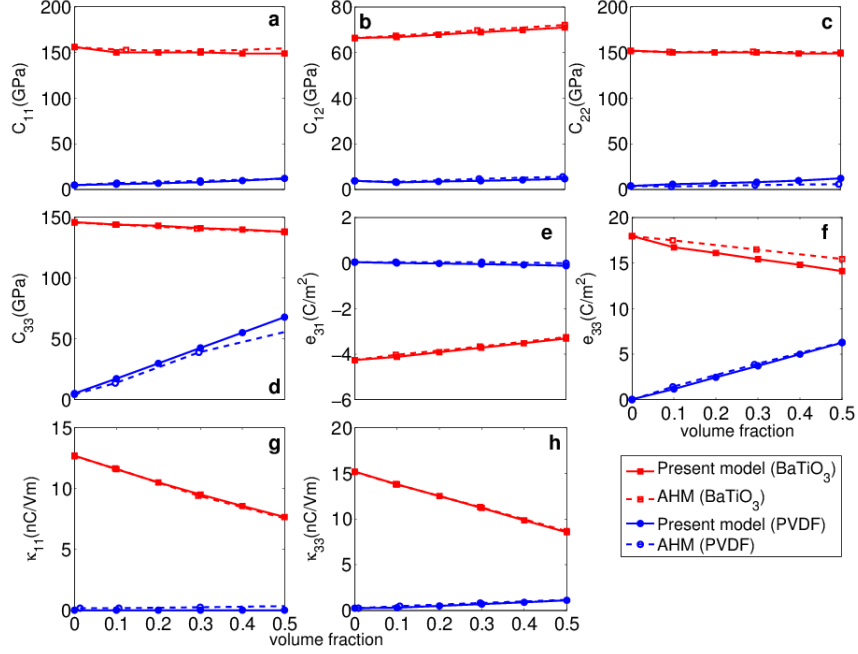 200
150
100
50
0
C11(GPa)
a
80
60
40
20
0
C12(GPa)
b
200
150
100
50
0
C22(GPa)
c
150
100
50
0
C33(GPa)
d
2
0
−2
−4
−6
e31(C/m2)
e
20
15
10
5
0
e33(C/m2)
f
0 0.1 0.2 0.3 0.4 0.5
volume fraction
15
10
5
0
κ11(nC/Vm)
g
0 0.1 0.2 0.3 0.4 0.5
20
15
10
5
0
κ33(nC/Vm)
h
0 0.1 0.2 0.3 0.4 0.5
volume fraction
Present model (BaTiO3)
AHM (BaTiO3)
Present model (PVDF)
AHM (PVDF)